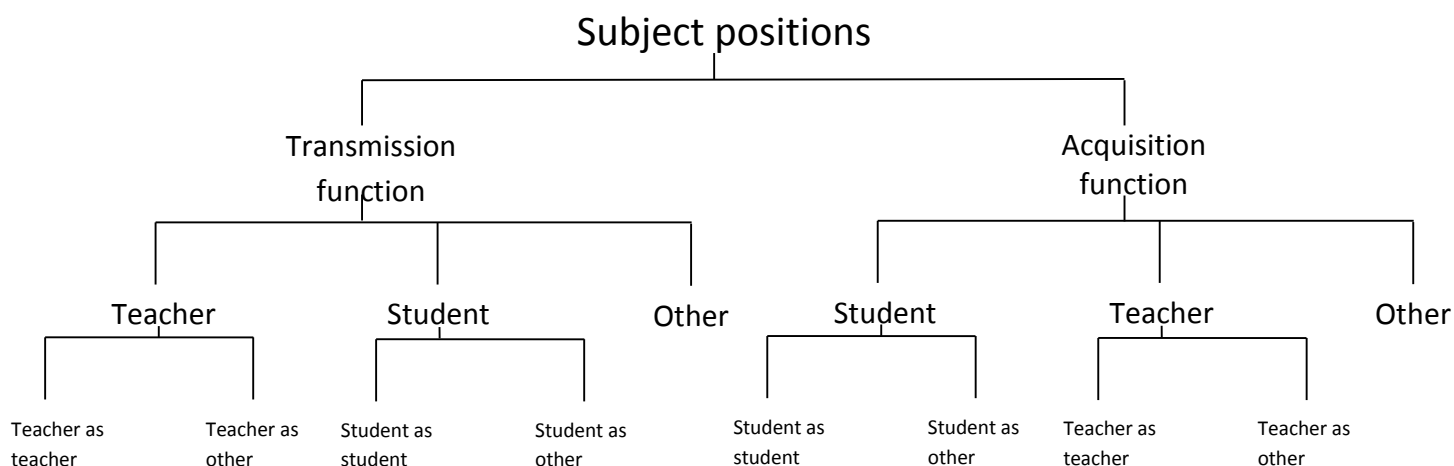 Subject positions
Transmission
function
Acquisition
function
Teacher
Student
Other
Student
Teacher
Other
Teacher as
teacher
Teacher as
other
Student as
student
Student as
other
Student as
student
Student as
other
Teacher as
teacher
Teacher as
other